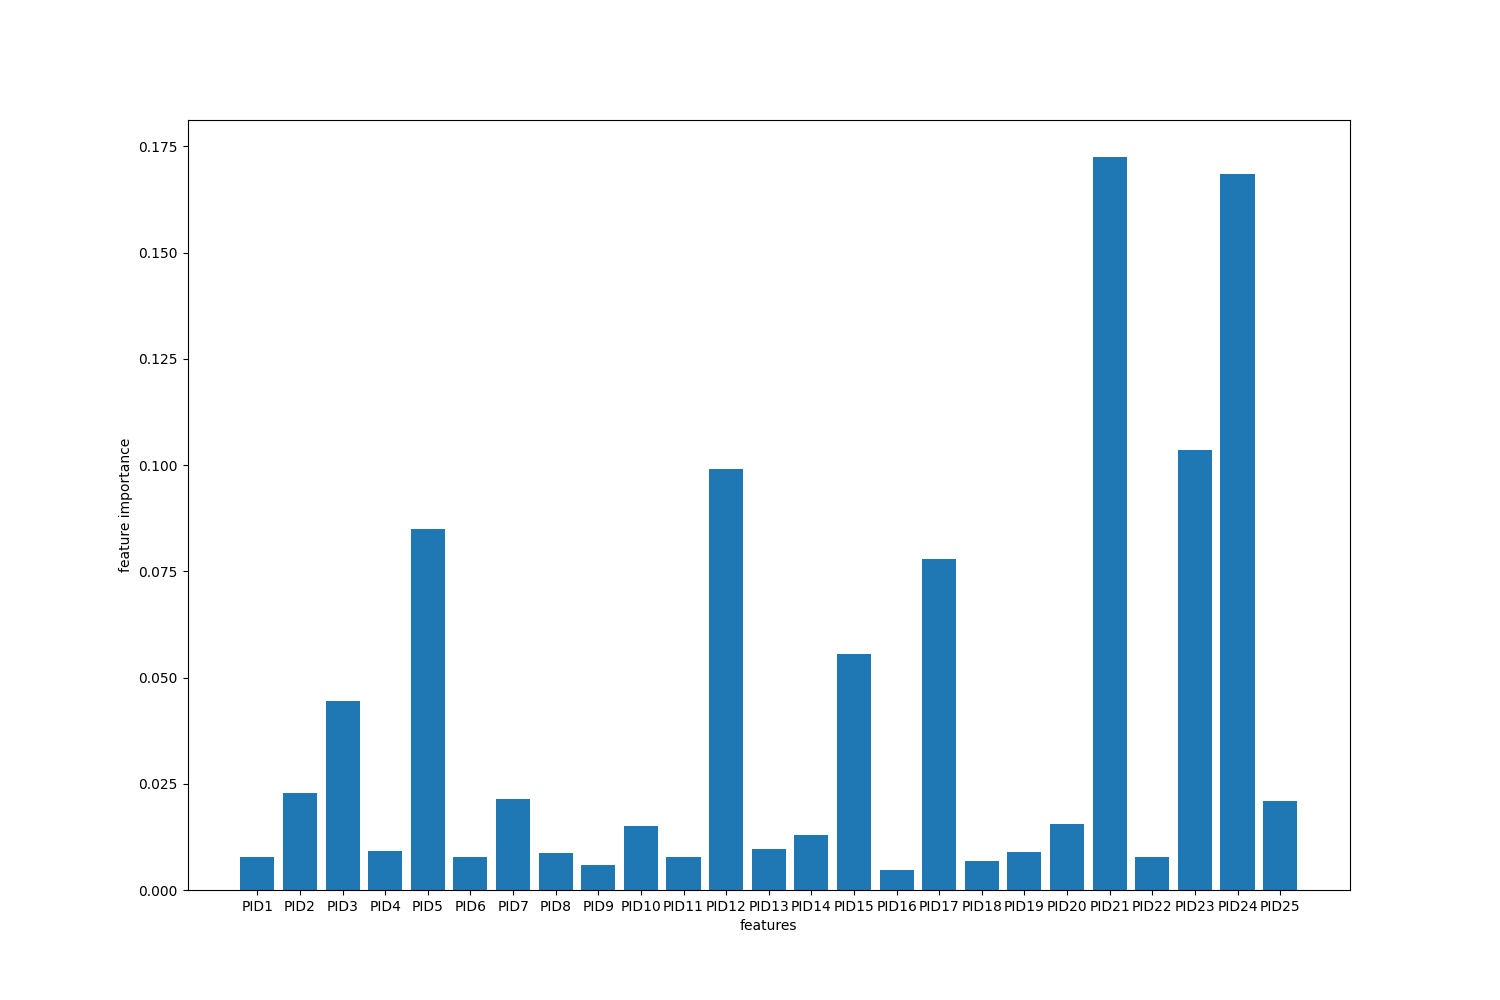 0.175
0.150
0.125
0.100
0.075
0.050
0.025
0.000
feature importance
PID1 PID2 PID3 PID4 PID5 PID6 PID7 PID8 PID9 PID10 PID11 PID12 PID13 PID14 PID15 PID16 PID17 PID18 PID19 PID20 PID21 PID22 PID23 PID24 PID25
features